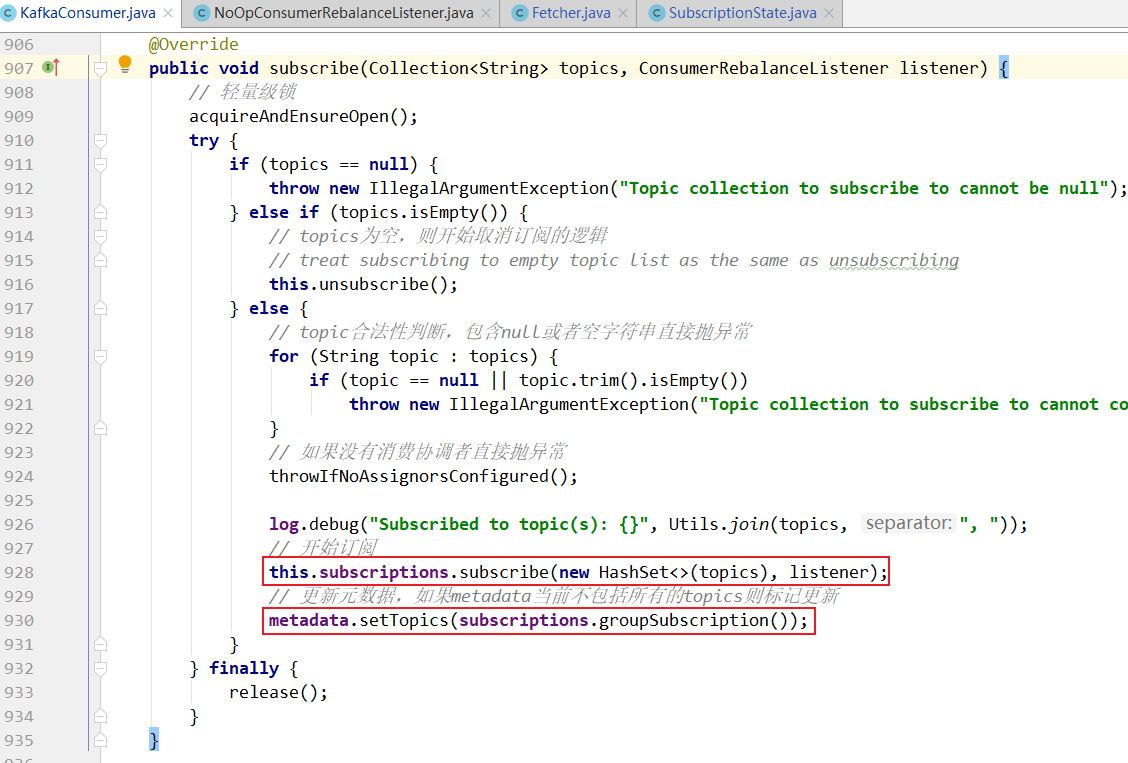 KafkaConsumer.java NoOpConsumerRebalanceListener.java Fetcher.java SubscriptionState.java
906 @Override
907 public void subscribe(Collection<String> topics, ConsumerRebalanceListener listener) {
908 // 轻量级锁
909 acquireAndEnsureOpen();
910 try {
911 if (topics == null) {
912 throw new IllegalArgumentException("Topic collection to subscribe to cannot be null");
913 } else if (topics.isEmpty()) {
914 // topics为空，则开始取消订阅的逻辑
915 // treat subscribing to empty topic list as the same as unsubscribing
916 this.unsubscribe();
917 } else {
918 // topic合法性判断，包含null或者空字符串直接抛异常
919 for (String topic : topics) {
920 if (topic == null || topic.trim().isEmpty())
921 throw new IllegalArgumentException("Topic collection to subscribe to cannot co
922 }
923 // 如果没有消费协调者直接抛异常
924 throwIfNoAssignorsConfigured();
925
926 log.debug("Subscribed to topic(s): {}", Utils.join(topics, separator: ", "));
927 // 开始订阅
928 this.subscriptions.subscribe(new HashSet<>(topics), listener);
929 // 更新元数据，如果metadata当前不包括所有的topics则标记更新
930 metadata.setTopics(subscriptions.groupSubscription());
931 }
932 } finally {
933 release();
934 }
935 }